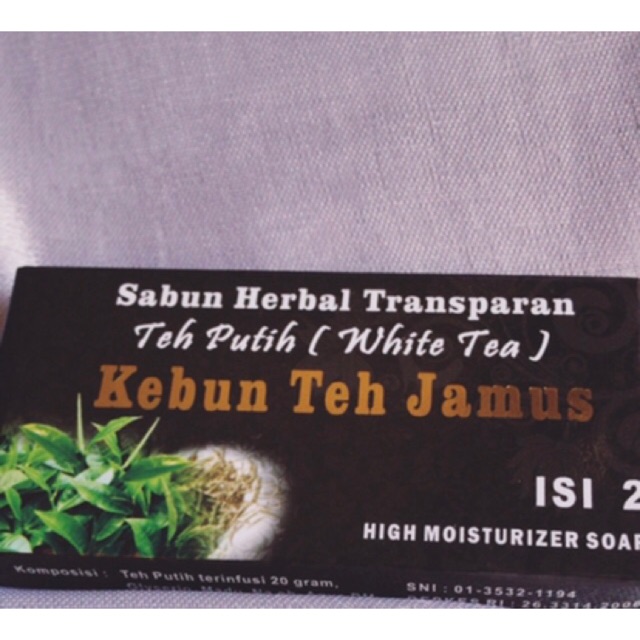 Sabun Herbal Transparan
Teh Putih ( White Tea )
Kebun Teh Jamus
ISI 2
HIGH MOISTURIZER SOAP
Komposisi : Teh Putih terinfusi 20 gram,
SNI : 01-3532-1194